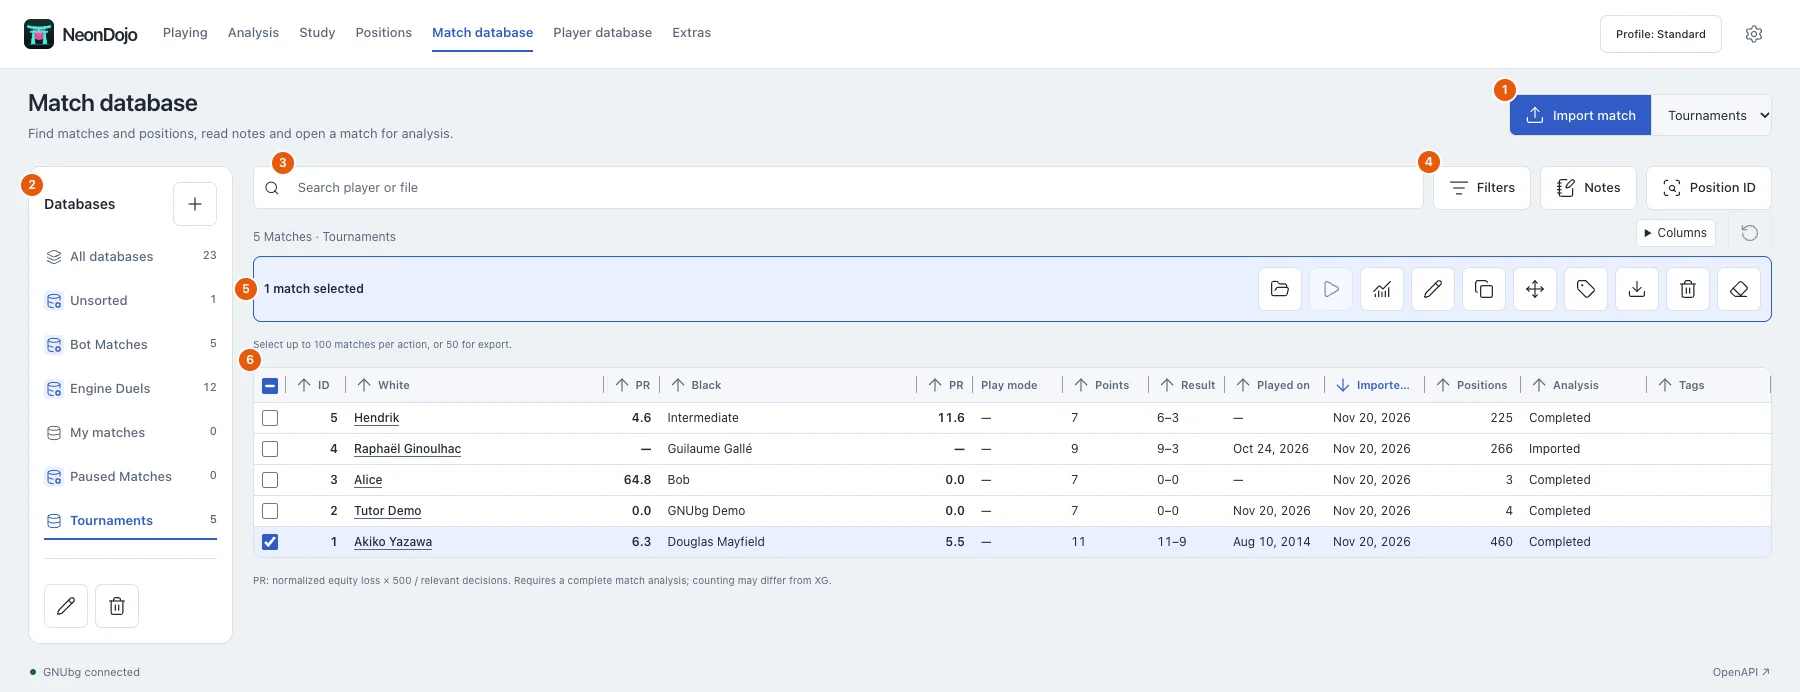 NeonDojo Playing Analysis Study Positions Match database Player database Extras Profile: Standard
Match database
Find matches and positions, read notes and open a match for analysis.
1
Import match Tournaments
2
Databases
All databases 23
Unsorted 1
Bot Matches 5
Engine Duels 12
My matches 0
Paused Matches 0
Tournaments 5
3
Search player or file
4
Filters Notes Position ID
5 Matches · Tournaments Columns
5
1 match selected
Select up to 100 matches per action, or 50 for export.
6
ID White PR Black PR Play mode Points Result Played on Importe... Positions Analysis Tags
5 Hendrik 4.6 Intermediate 11.6 — 7 6–3 — Nov 20, 2026 225 Completed
4 Raphaël Ginoulhac — Guilaume Gallé — — 9 9–3 Oct 24, 2026 Nov 20, 2026 266 Imported
3 Alice 64.8 Bob 0.0 — 7 0–0 — Nov 20, 2026 3 Completed
2 Tutor Demo 0.0 GNUbg Demo 0.0 — 7 0–0 Nov 20, 2026 Nov 20, 2026 4 Completed
1 Akiko Yazawa 6.3 Douglas Mayfield 5.5 — 11 11–9 Aug 10, 2014 Nov 20, 2026 460 Completed
PR: normalized equity loss × 500 / relevant decisions. Requires a complete match analysis; counting may differ from XG.
GNUbg connected OpenAPI ↗